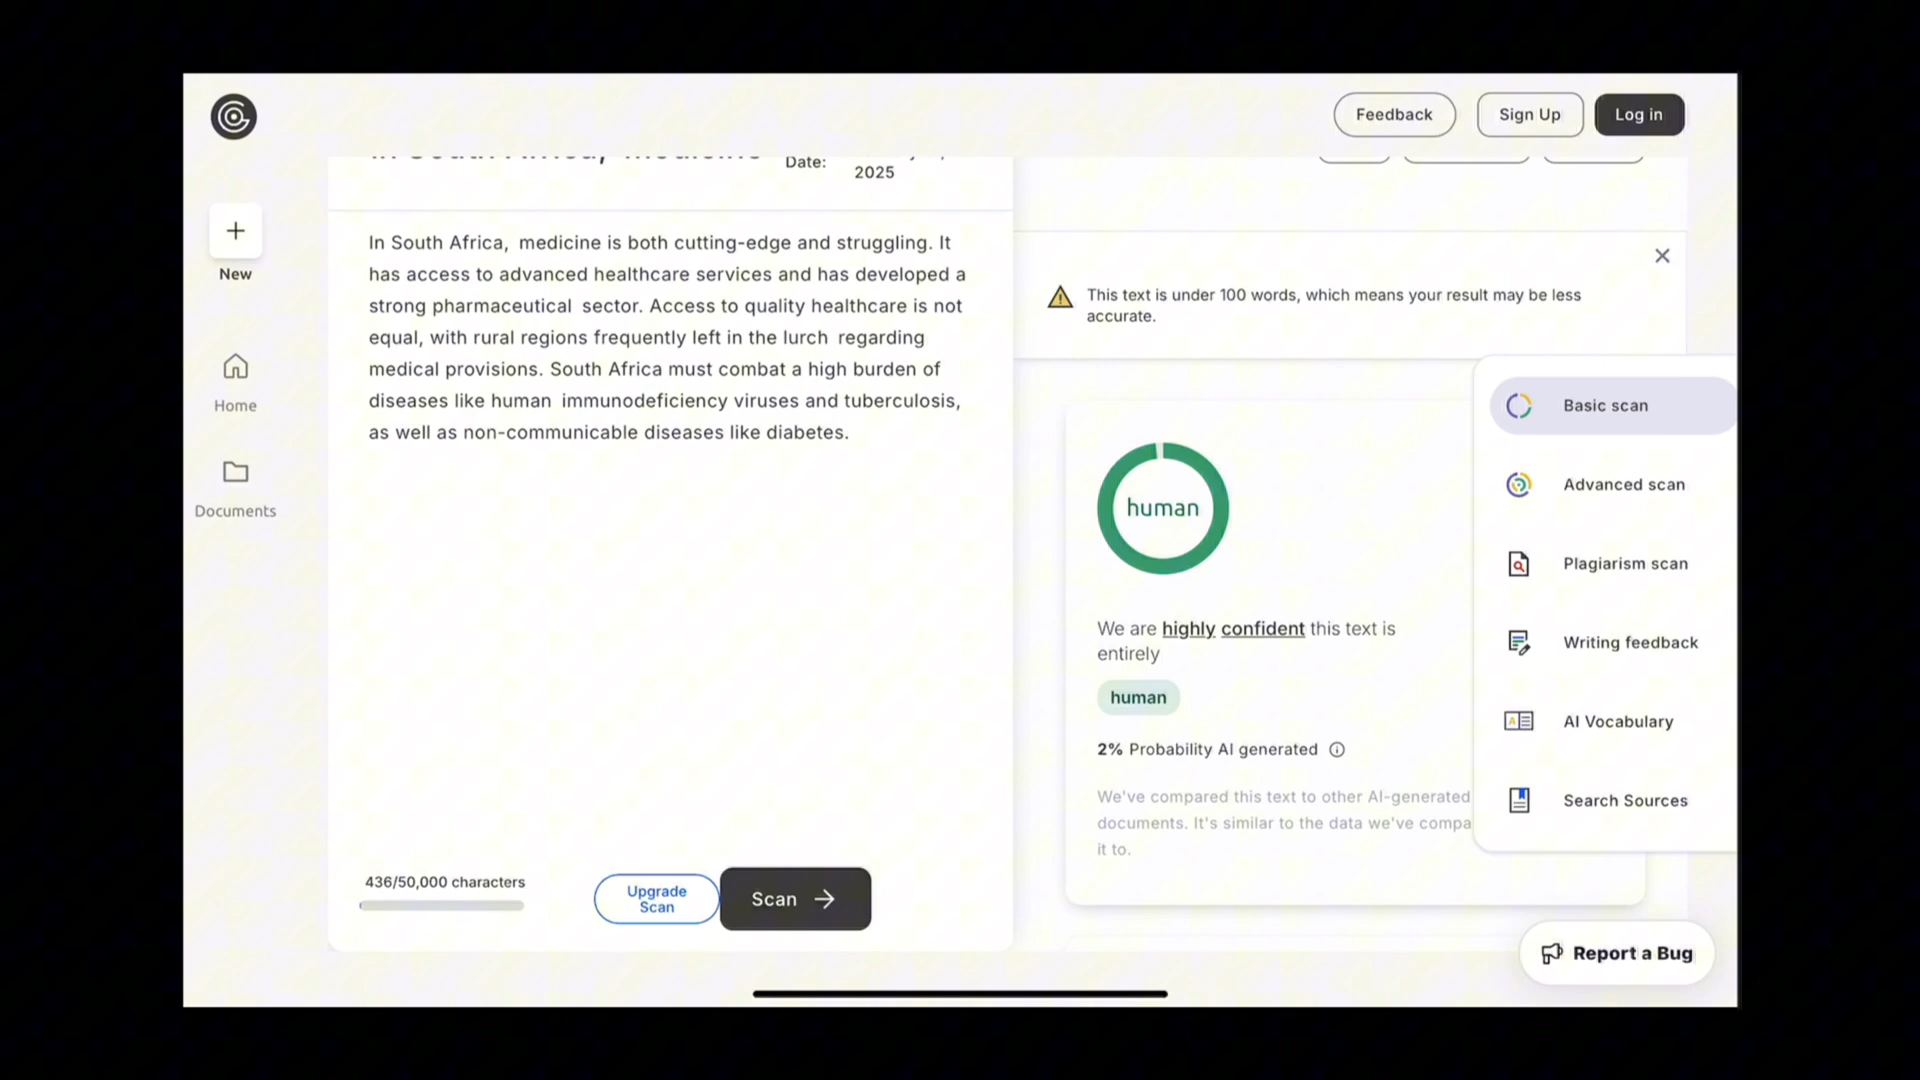 Feedback
Sign Up
Log in
In South Africa, medicine
Date:
2025
New
Home
Documents
In South Africa, medicine is both cutting-edge and struggling. It
has access to advanced healthcare services and has developed a
strong pharmaceutical sector. Access to quality healthcare is not
equal, with rural regions frequently left in the lurch regarding
medical provisions. South Africa must combat a high burden of
diseases like human immunodeficiency viruses and tuberculosis,
as well as non-communicable diseases like diabetes.
436/50,000 characters
Upgrade
Scan
Scan
This text is under 100 words, which means your result may be less
accurate.
human
We are highly confident this text is
entirely
human
2% Probability AI generated
We've compared this text to other AI-generated
documents. It's similar to the data we've compa
it to.
Basic scan
Advanced scan
Plagiarism scan
Writing feedback
AI Vocabulary
Search Sources
Report a Bug